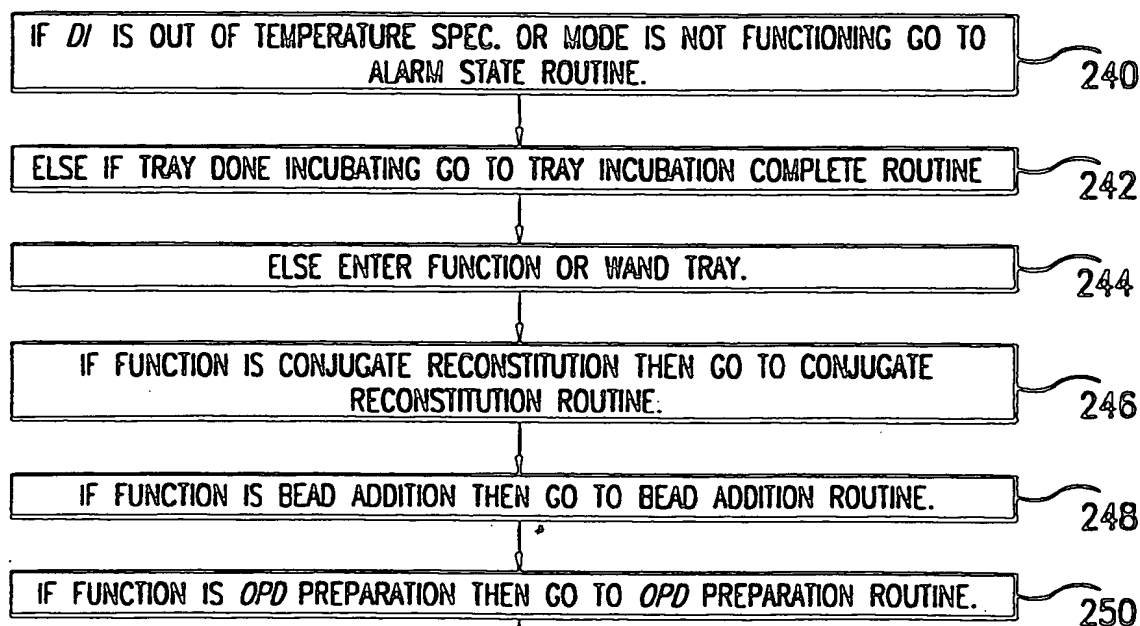 IF DI IS OUT OF TEMPERATURE SPEC. OR MODE IS NOT FUNCTIONING GO TO
ALARM STATE ROUTINE.
240
ELSE IF TRAY DONE INCUBATING GO TO TRAY INCUBATION COMPLETE ROUTINE
242
ELSE ENTER FUNCTION OR WAND TRAY.
244
IF FUNCTION IS CONJUGATE RECONSTITUTION THEN GO TO CONJUGATE
RECONSTITUTION ROUTINE.
246
IF FUNCTION IS BEAD ADDITION THEN GO TO BEAD ADDITION ROUTINE.
248
IF FUNCTION IS OPD PREPARATION THEN GO TO OPD PREPARATION ROUTINE.
250